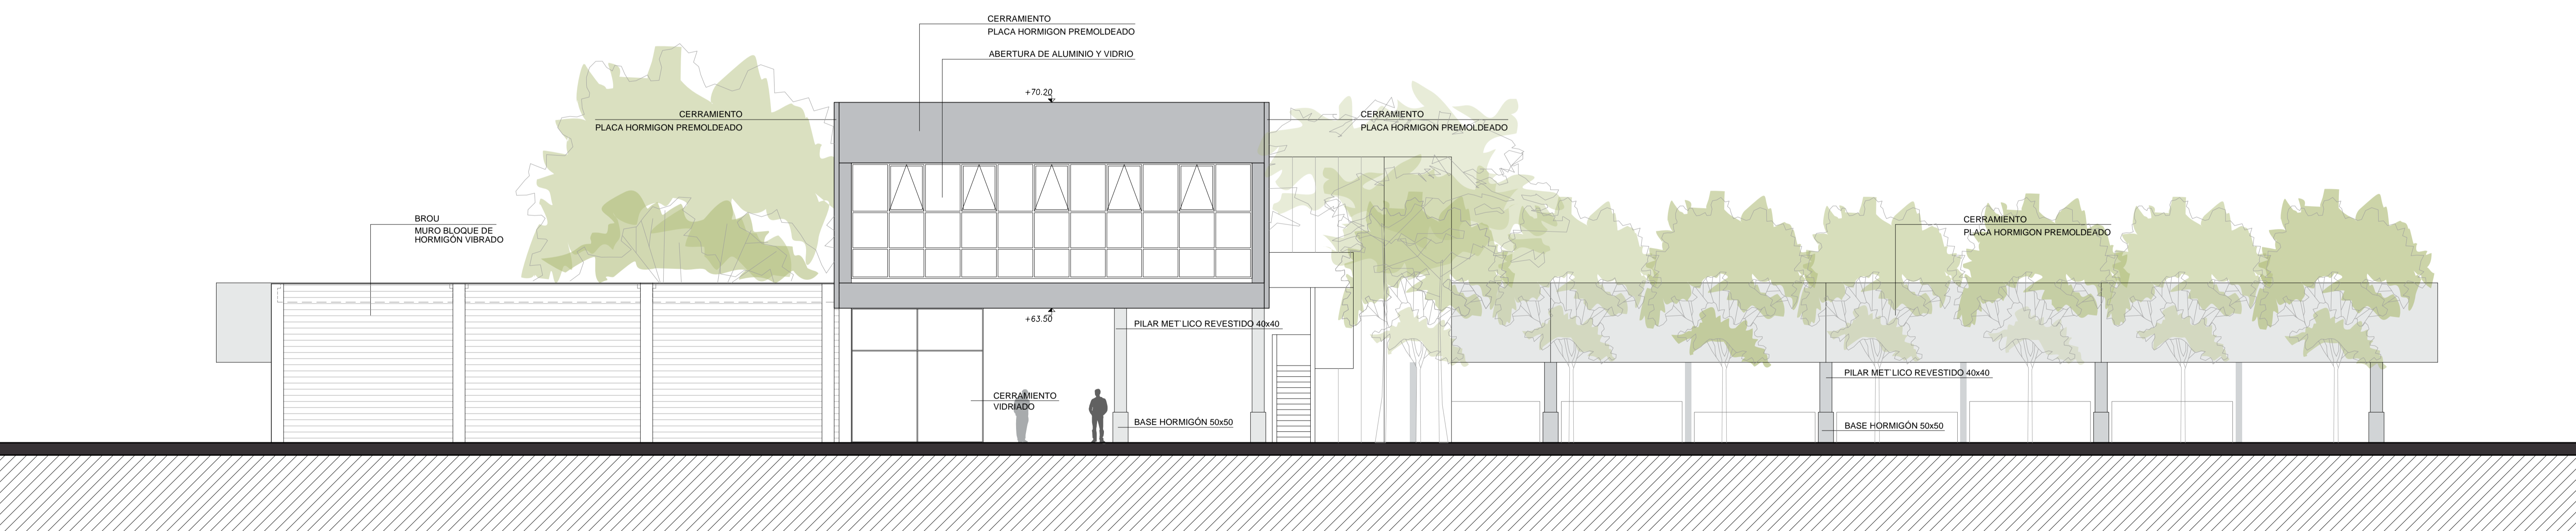 CERRAMIENTO
PLACA HORMIGON PREMOLDEADO
ABERTURA DE ALUMINIO Y VIDRIO
+70.20
CERRAMIENTO
PLACA HORMIGON PREMOLDEADO
CERRAMIENTO
PLACA HORMIGON PREMOLDEADO
BROU
MURO BLOQUE DE
HORMIGÓN VIBRADO
CERRAMIENTO
PLACA HORMIGON PREMOLDEADO
+63.50
PILAR MET´LICO REVESTIDO 40x40
PILAR MET´LICO REVESTIDO 40x40
CERRAMIENTO
VIDRIADO
BASE HORMIGÓN 50x50
BASE HORMIGÓN 50x50